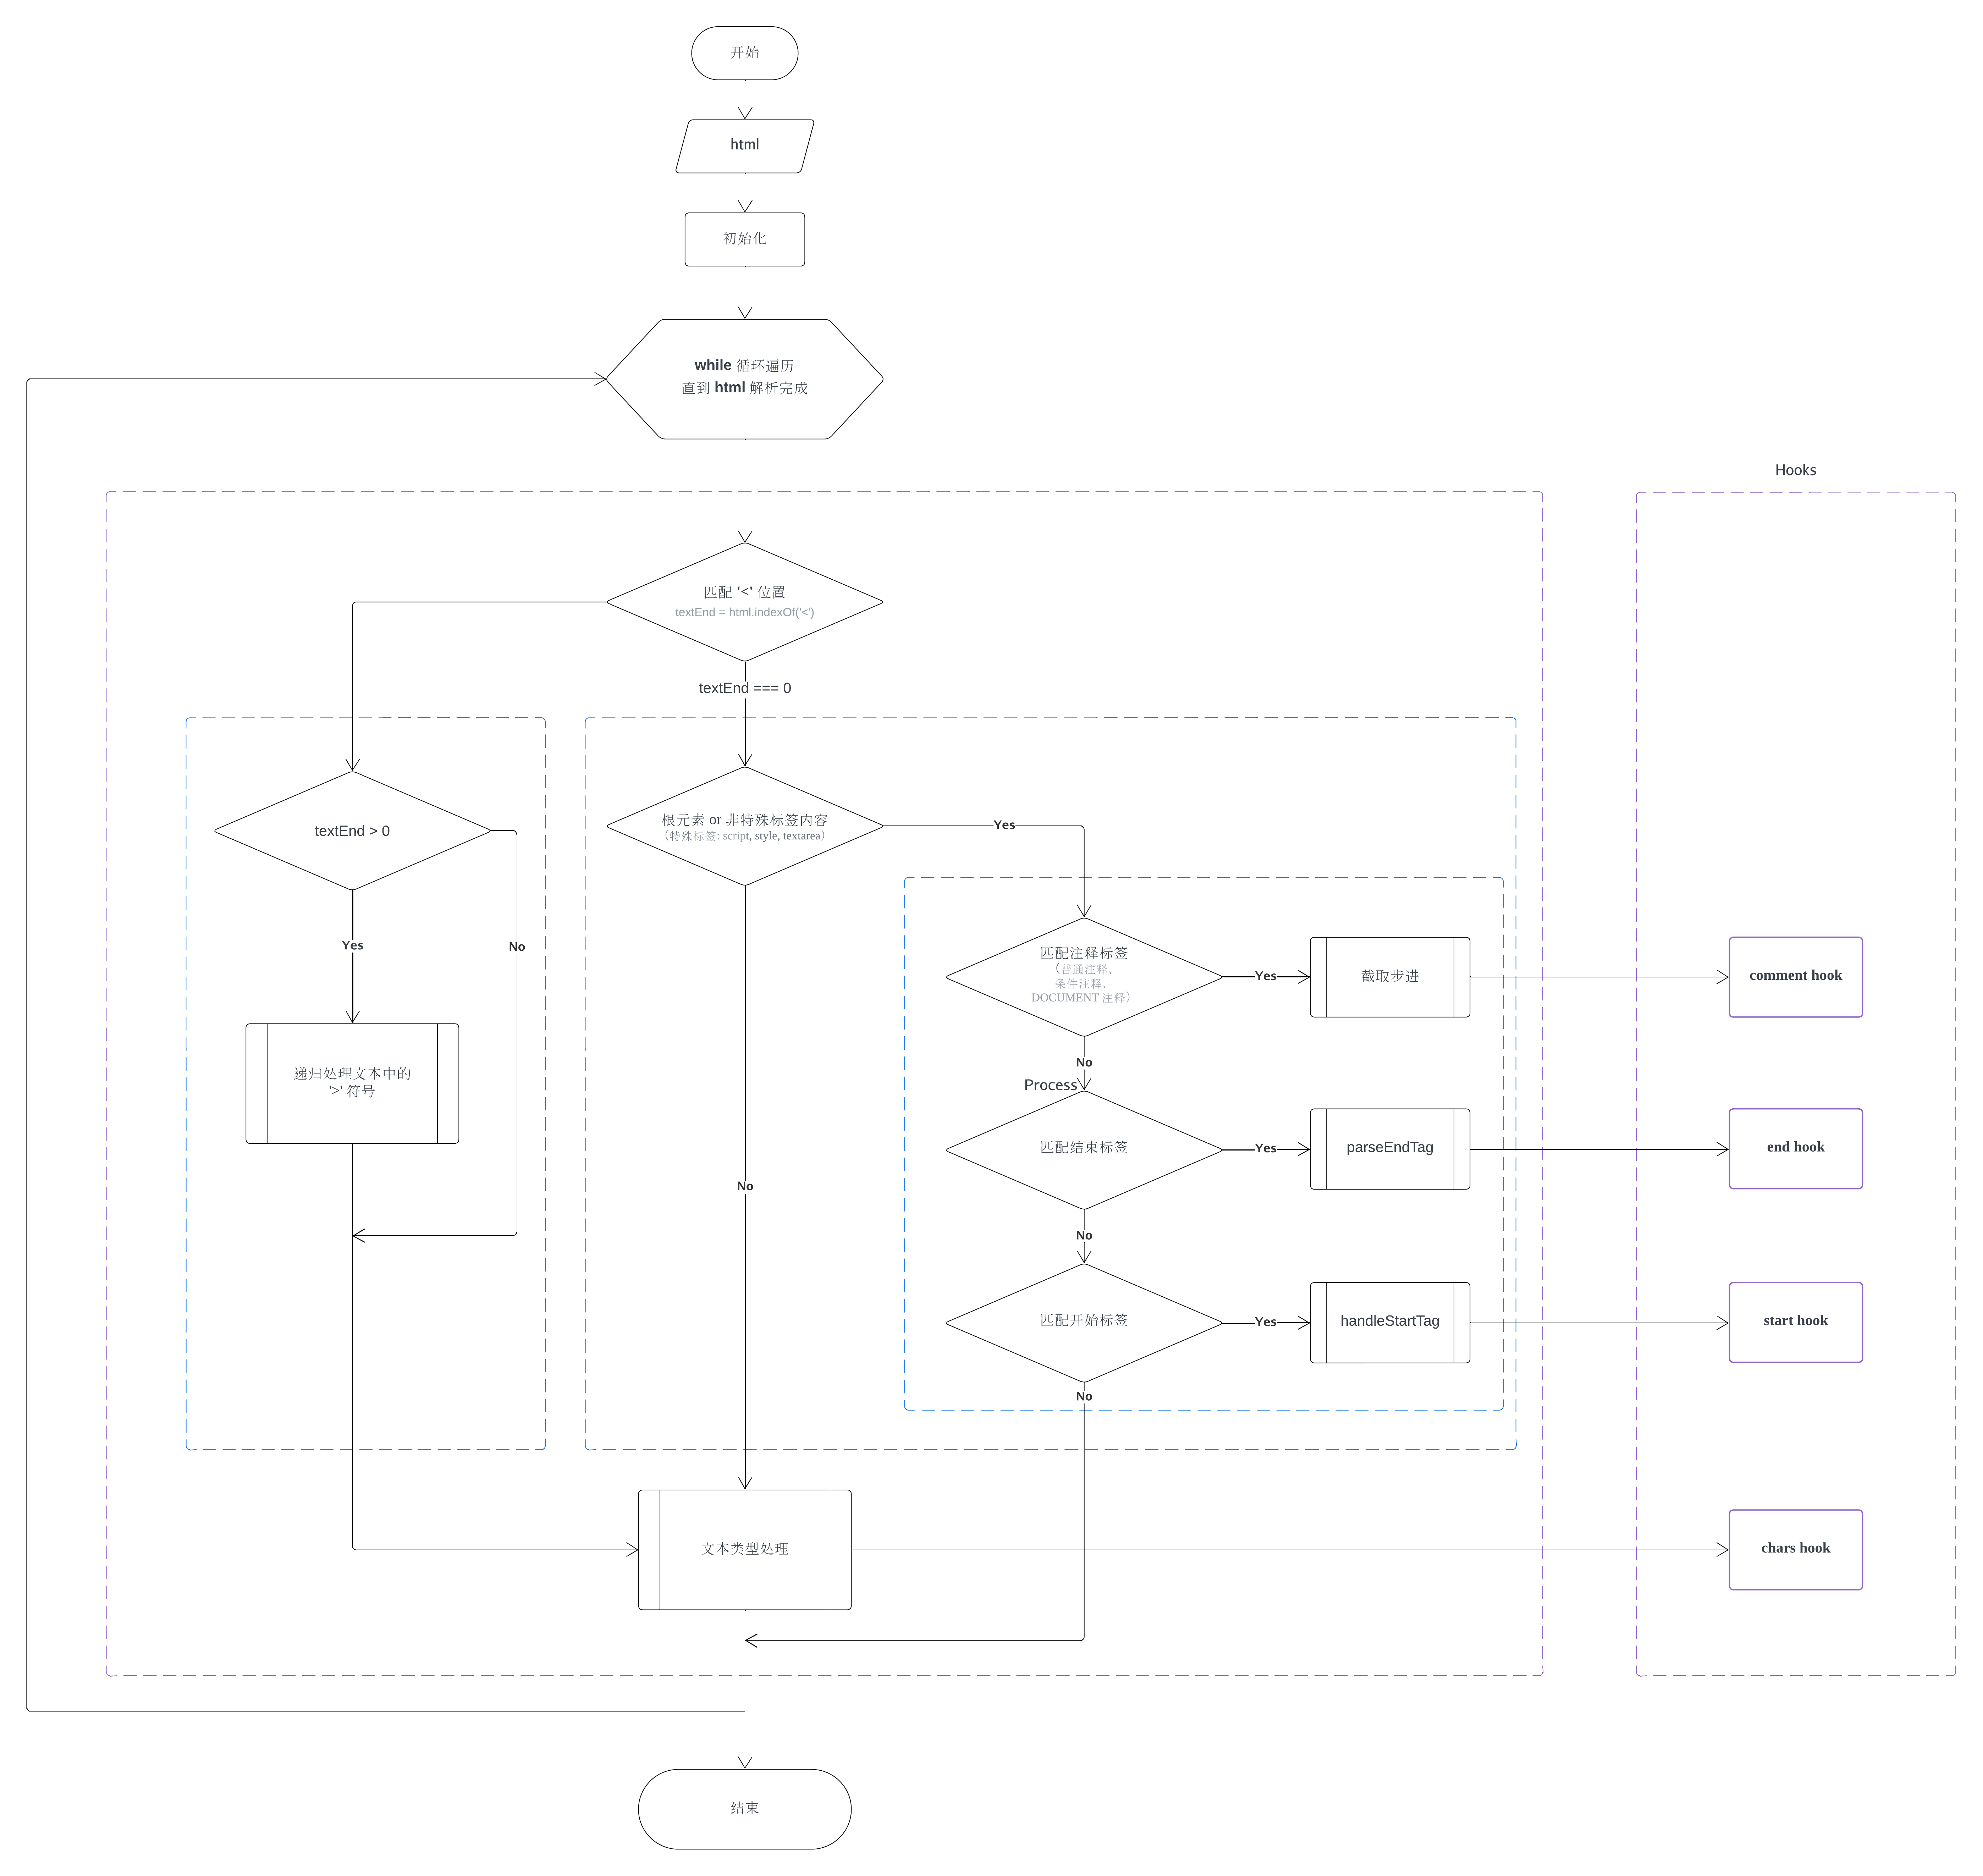 开始
html
初始化
while 循环遍历
直到 html 解析完成
Hooks
匹配 '<' 位置
textEnd = html.indexOf('<')
textEnd === 0
textEnd > 0
根元素 or 非特殊标签内容
（特殊标签: script, style, textarea）
Yes
Yes
No
匹配注释标签
（普通注释、
条件注释、
DOCUMENT 注释）
Yes
截取步进
comment hook
No
Process
递归处理文本中的
'>' 符号
匹配结束标签
Yes
parseEndTag
end hook
No
No
匹配开始标签
Yes
handleStartTag
start hook
No
文本类型处理
chars hook
结束